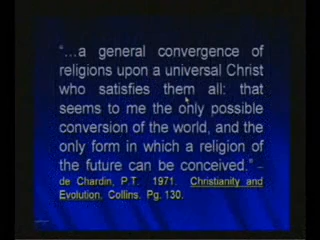 "...a general convergence of
religions upon a universal Christ
who satisfies them all: that
seems to me the only possible
conversion of the world, and the
only form in which a religion of
the future can be conceived." –
de Chardin, P.T. 1971. Christianity and
Evolution. Collins. Pg. 130.